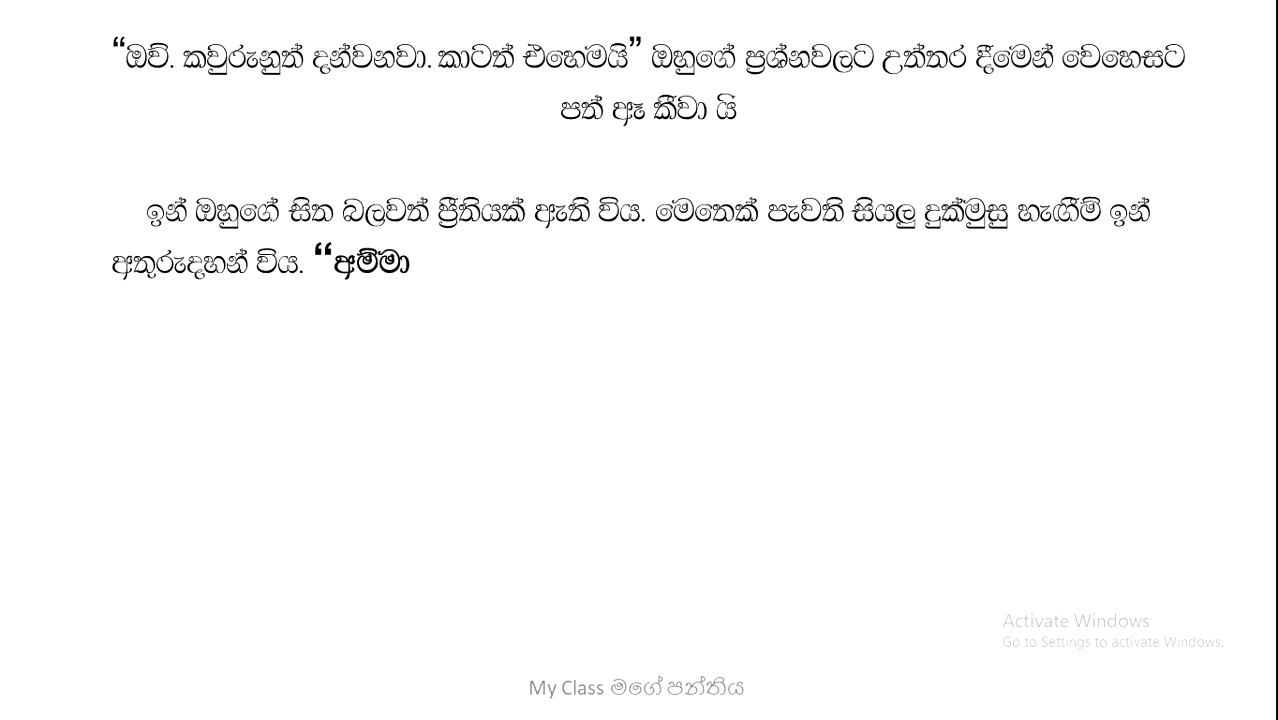 “ඔව්. කවුරුනුත් දන්වනවා. කාටත් එහෙමයි” ඔහුගේ ප්‍රශ්නවලට උත්තර දීමෙන් වෙහෙසට
පත් ඈ කීවා යි
ඉන් ඔහුගේ සිත බලවත් ප්‍රීතියක් ඇති විය. මෙතෙක් පැවති සියලු දුක්මුසු හැඟීම් ඉන්
අතුරුදහන් විය. “අම්මා
Activate Windows
Go to Settings to activate Windows.
My Class මගේ පන්තිය